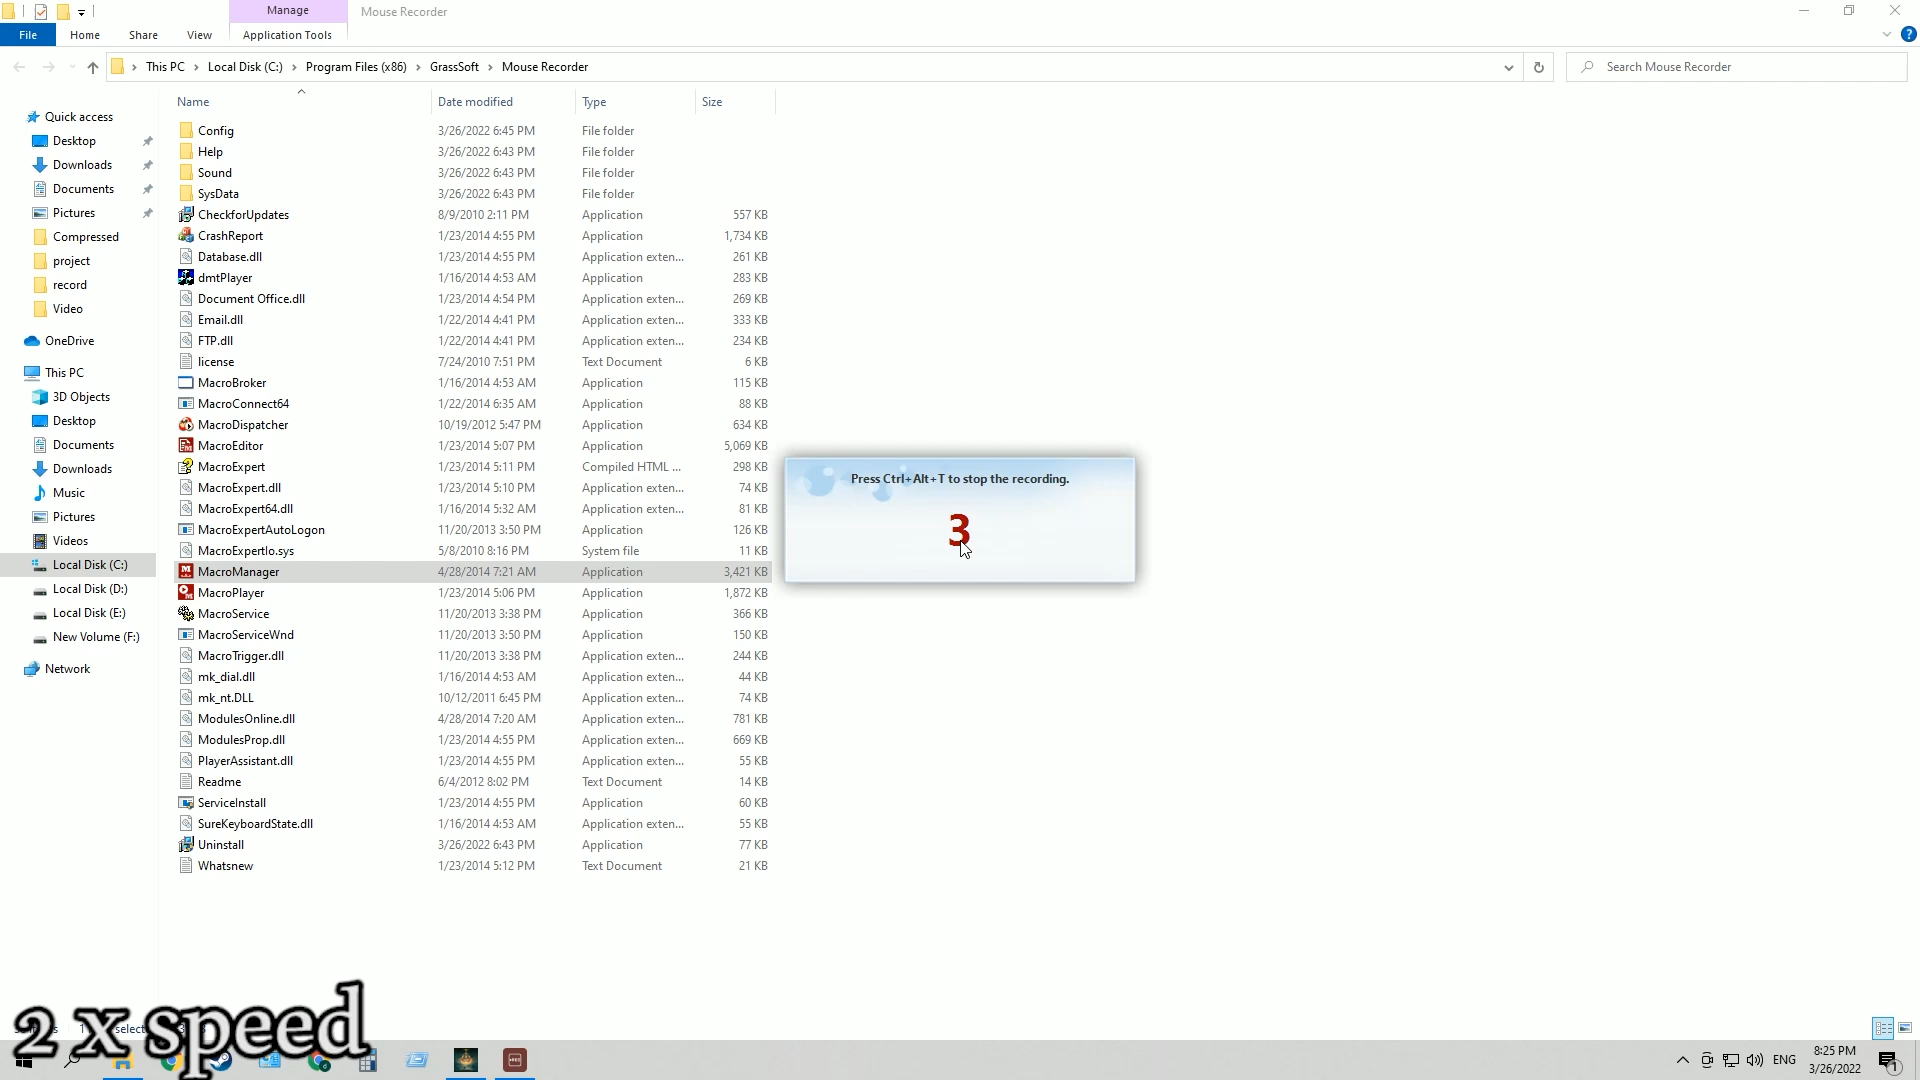 Manage
Mouse Recorder
File
Home
Share
View
Application Tools
This PC
Local Disk (C:)
Program Files (x86)
GrassSoft
Mouse Recorder
Search Mouse Recorder
Name
Date modified
Type
Size
Quick access
Desktop
Downloads
Documents
Pictures
Compressed
project
record
Video
OneDrive
This PC
3D Objects
Desktop
Documents
Downloads
Music
Pictures
Videos
Local Disk (C:)
Local Disk (D:)
Local Disk (E:)
New Volume (F:)
Network
Config 3/26/2022 6:45 PM File folder
Help 3/26/2022 6:43 PM File folder
Sound 3/26/2022 6:43 PM File folder
SysData 3/26/2022 6:43 PM File folder
CheckforUpdates 8/9/2010 2:11 PM Application 557 KB
CrashReport 1/23/2014 4:55 PM Application 1,734 KB
Database.dll 1/23/2014 4:55 PM Application exten... 261 KB
dmtPlayer 1/16/2014 4:53 AM Application 283 KB
Document Office.dll 1/23/2014 4:54 PM Application exten... 269 KB
Email.dll 1/22/2014 4:41 PM Application exten... 333 KB
FTP.dll 1/22/2014 4:41 PM Application exten... 234 KB
license 7/24/2010 7:51 PM Text Document 6 KB
MacroBroker 1/16/2014 4:53 AM Application 115 KB
MacroConnect64 1/22/2014 6:35 AM Application 88 KB
MacroDispatcher 10/19/2012 5:47 PM Application 634 KB
MacroEditor 1/23/2014 5:07 PM Application 5,069 KB
MacroExpert 1/23/2014 5:11 PM Compiled HTML ... 298 KB
MacroExpert.dll 1/23/2014 5:10 PM Application exten... 74 KB
MacroExpert64.dll 1/16/2014 5:32 AM Application exten... 81 KB
MacroExpertAutoLogon 11/20/2013 3:50 PM Application 126 KB
MacroExpertIo.sys 5/8/2010 8:16 PM System file 11 KB
MacroManager 4/28/2014 7:21 AM Application 3,421 KB
MacroPlayer 1/23/2014 5:06 PM Application 1,872 KB
MacroService 11/20/2013 3:38 PM Application 366 KB
MacroServiceWnd 11/20/2013 3:50 PM Application 150 KB
MacroTrigger.dll 11/20/2013 3:38 PM Application exten... 244 KB
mk_dial.dll 1/16/2014 4:53 AM Application exten... 44 KB
mk_nt.DLL 10/12/2011 6:45 PM Application exten... 74 KB
ModulesOnline.dll 4/28/2014 7:20 AM Application exten... 781 KB
ModulesProp.dll 1/23/2014 4:55 PM Application exten... 669 KB
PlayerAssistant.dll 1/23/2014 4:55 PM Application exten... 55 KB
Readme 6/4/2012 8:02 PM Text Document 14 KB
ServiceInstall 1/23/2014 4:55 PM Application 60 KB
SureKeyboardState.dll 1/16/2014 4:53 AM Application exten... 55 KB
Uninstall 3/26/2022 6:43 PM Application 77 KB
Whatsnew 1/23/2014 5:12 PM Text Document 21 KB
Press Ctrl+Alt+T to stop the recording.
3
2 x speed
ENG
8:25 PM
3/26/2022
1